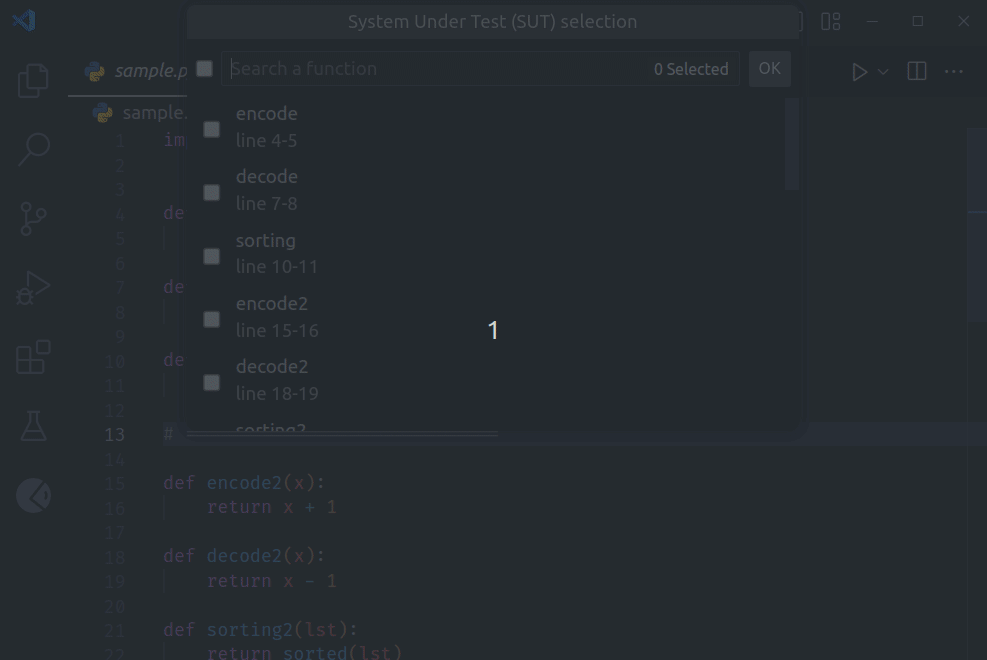 System Under Test (SUT) selection
Search a function
0 Selected
OK
sample.p
sample.
encode
line 4-5
decode
line 7-8
sorting
line 10-11
encode2
line 15-16
decode2
line 18-19
sorting2
1
1 im
2
3
4 de
5
6
7 de
8
9
10 de
11
12
13 #
14
15 def encode2(x):
16 return x + 1
17
18 def decode2(x):
19 return x - 1
20
21 def sorting2(lst):
22 return sorted(lst)